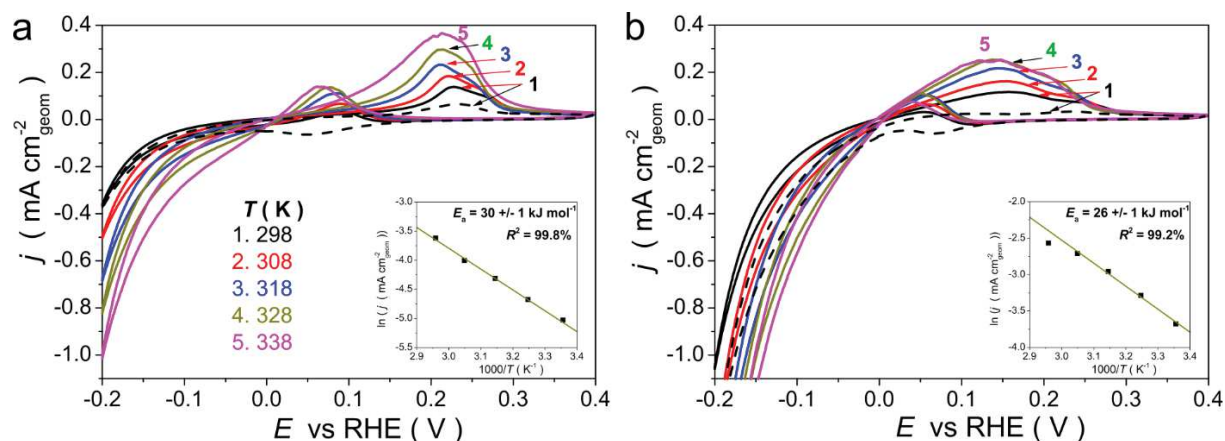 a
5
4
3
2
1
0.4
0.2
0.0
-0.2
-0.4
-0.6
-0.8
-1.0
j ( mA cm⁻²geom )
T ( K )
1. 298
2. 308
3. 318
4. 328
5. 338
Ea = 30 +/- 1 kJ mol⁻¹
R² = 99.8%
-3.0
-3.5
-4.0
-4.5
-5.0
-5.5
ln (j ( mA cm⁻²geom ))
2.9 3.0 3.1 3.2 3.3 3.4
1000/T ( K⁻¹ )
-0.2 -0.1 0.0 0.1 0.2 0.3 0.4
E vs RHE ( V )
b
5
4
3
2
1
0.4
0.2
0.0
-0.2
-0.4
-0.6
-0.8
-1.0
j ( mA cm⁻²geom )
Ea = 26 +/- 1 kJ mol⁻¹
R² = 99.2%
-2.0
-2.5
-3.0
-3.5
-4.0
ln (j ( mA cm⁻²geom ))
2.9 3.0 3.1 3.2 3.3 3.4
1000/T ( K⁻¹ )
-0.2 -0.1 0.0 0.1 0.2 0.3 0.4
E vs RHE ( V )